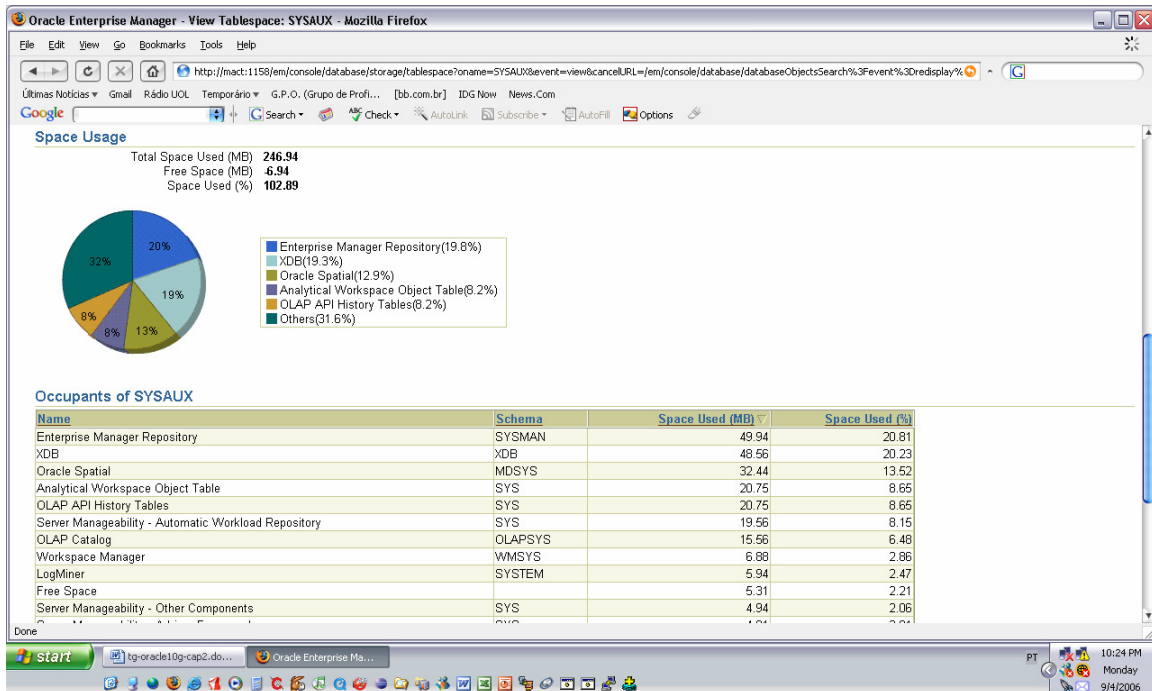 Oracle Enterprise Manager - View Tablespace: SYSAUX - Mozilla Firefox
File Edit View Go Bookmarks Tools Help
http://mact:1158/em/console/database/storage/tablespace?oname=SYSAUX&event=view&cancelURL=/em/console/database/databaseObjectsSearch%3Fevent%3Dredisplay%
Últimas Notícias Gmail Rádio UOL Temporário G.P.O. (Grupo de Profi... [bb.com.br] IDG Now News.Com
Google Search Check AutoLink Subscribe AutoFill Options
Space Usage
Total Space Used (MB) 246.94
Free Space (MB) -6.94
Space Used (%) 102.89
20%
32%
19%
8%
8%
13%
Enterprise Manager Repository(19.8%)
XDB(19.3%)
Oracle Spatial(12.9%)
Analytical Workspace Object Table(8.2%)
OLAP API History Tables(8.2%)
Others(31.6%)
Occupants of SYSAUX
Name Schema Space Used (MB) Space Used (%)
Enterprise Manager Repository SYSMAN 49.94 20.81
XDB XDB 48.56 20.23
Oracle Spatial MDSYS 32.44 13.52
Analytical Workspace Object Table SYS 20.75 8.65
OLAP API History Tables SYS 20.75 8.65
Server Manageability - Automatic Workload Repository SYS 19.56 8.15
OLAP Catalog OLAPSYS 15.56 6.48
Workspace Manager WMSYS 6.88 2.86
LogMiner SYSTEM 5.94 2.47
Free Space 5.31 2.21
Server Manageability - Other Components SYS 4.94 2.06
Done
start tg-oracle10g-cap2.do... Oracle Enterprise Ma... PT 10:24 PM
Monday
9/4/2006